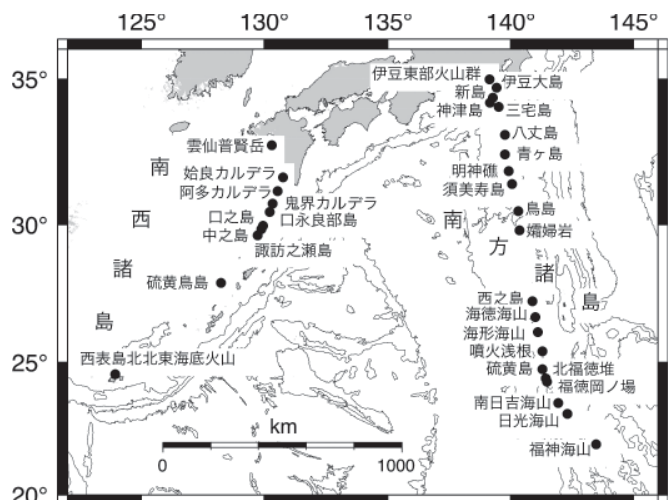 125° 130° 135° 140° 145°
35°
30°
25°
20°
伊豆東部火山群
伊豆大島
新島
神津島
三宅島
八丈島
青ヶ島
明神礁
須美寿島
鳥島
孀婦岩
南方諸島
西之島
海徳海山
海形海山
噴火浅根
硫黄島
北福徳堆
福徳岡ノ場
南日吉海山
日光海山
福神海山
雲仙普賢岳
姶良カルデラ
阿多カルデラ
鬼界カルデラ
口永良部島
口之島
中之島
諏訪之瀬島
硫黄鳥島
南西諸島
西表島北北東海底火山
km
0 1000